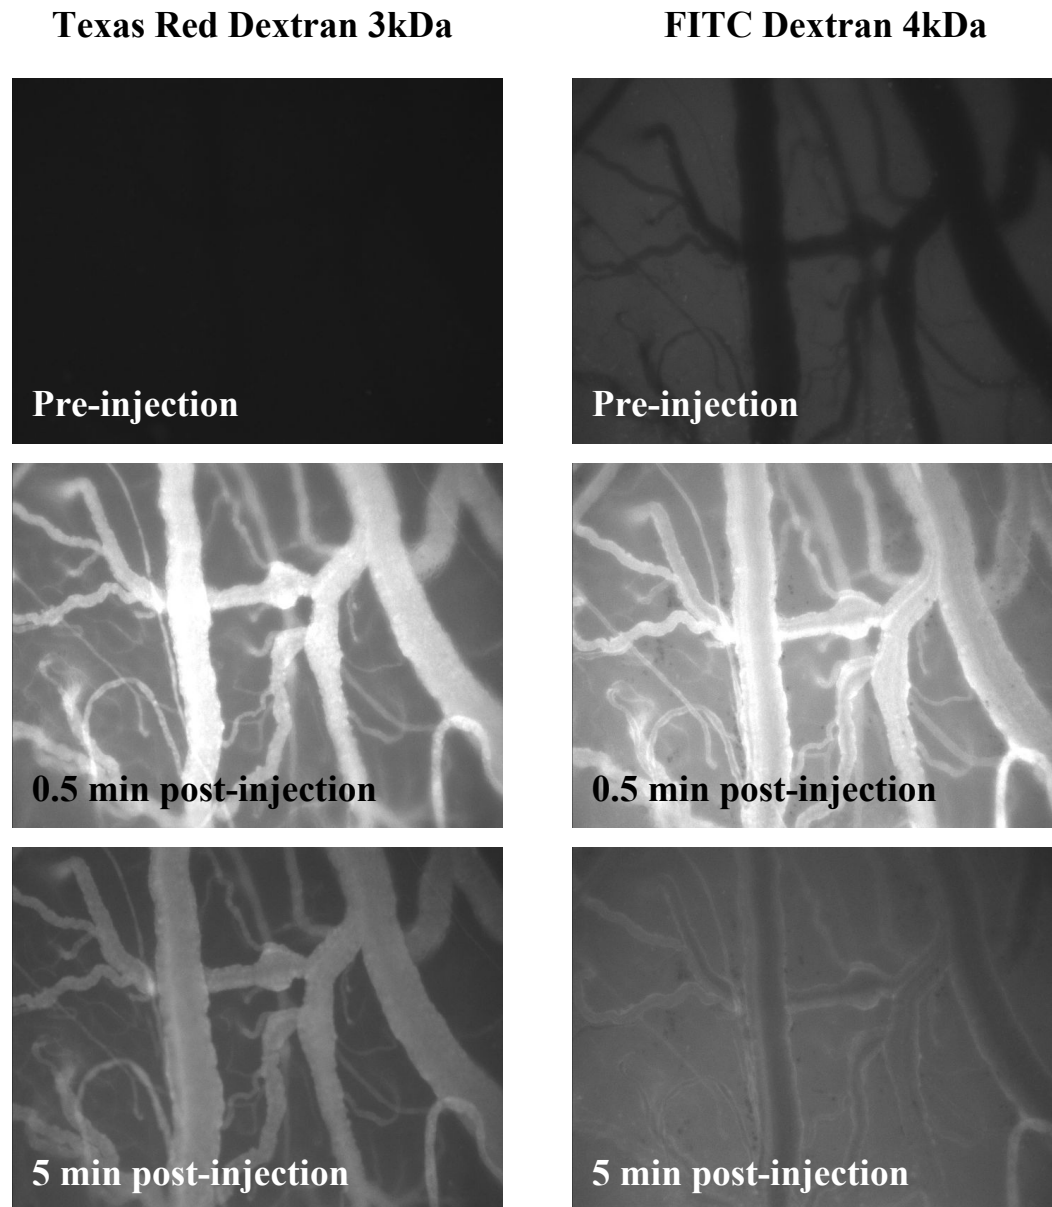 Texas Red Dextran 3kDa
FITC Dextran 4kDa
Pre-injection
Pre-injection
0.5 min post-injection
0.5 min post-injection
5 min post-injection
5 min post-injection